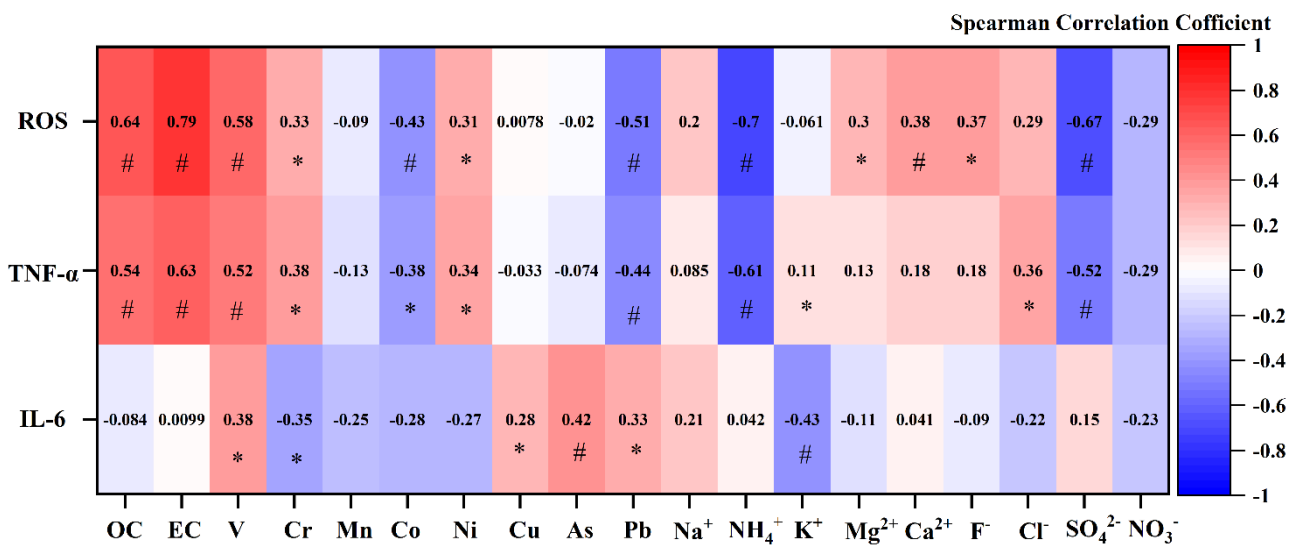 Spearman Correlation Cofficient
ROS 0.64 0.79 0.58 0.33 -0.09 -0.43 0.31 0.0078 -0.02 -0.51 0.2 -0.7 -0.061 0.3 0.38 0.37 0.29 -0.67 -0.29
# # # * # * # # * # * #
TNF-α 0.54 0.63 0.52 0.38 -0.13 -0.38 0.34 -0.033 -0.074 -0.44 0.085 -0.61 0.11 0.13 0.18 0.18 0.36 -0.52 -0.29
# # # * * * # # * * #
IL-6 -0.084 0.0099 0.38 -0.35 -0.25 -0.28 -0.27 0.28 0.42 0.33 0.21 0.042 -0.43 -0.11 0.041 -0.09 -0.22 0.15 -0.23
* * * # * #
OC EC V Cr Mn Co Ni Cu As Pb Na⁺ NH₄⁺ K⁺ Mg²⁺ Ca²⁺ F⁻ Cl⁻ SO₄²⁻ NO₃⁻
1
0.8
0.6
0.4
0.2
0
-0.2
-0.4
-0.6
-0.8
-1